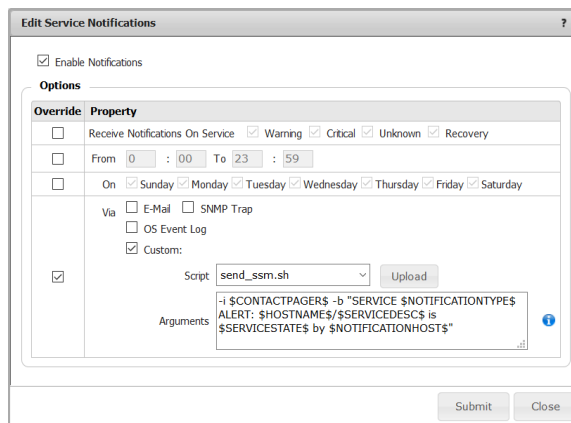 Edit Service Notifications ?
Enable Notifications
Options
Override Property
Receive Notifications On Service Warning Critical Unknown Recovery
From 0 : 00 To 23 : 59
On Sunday Monday Tuesday Wednesday Thursday Friday Saturday
Via E-Mail SNMP Trap
OS Event Log
Custom:
Script send_ssm.sh Upload
-i $CONTACTPAGER$ -b "SERVICE $NOTIFICATIONTYPE$
Arguments ALERT: $HOSTNAME$/$SERVICEDESC$ is
$SERVICESTATE$ by $NOTIFICATIONHOST$"
Submit Close